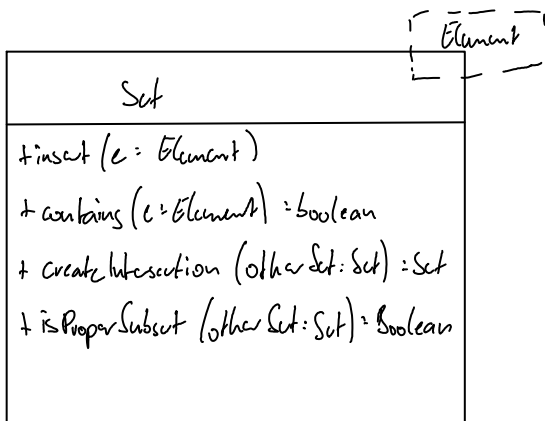 Element
Set
+ insert (e: Element)
+ contains (e: Element) : boolean
+ createIntersection (otherSet: Set) : Set
+ isProperSubset (otherSet: Set) : Boolean